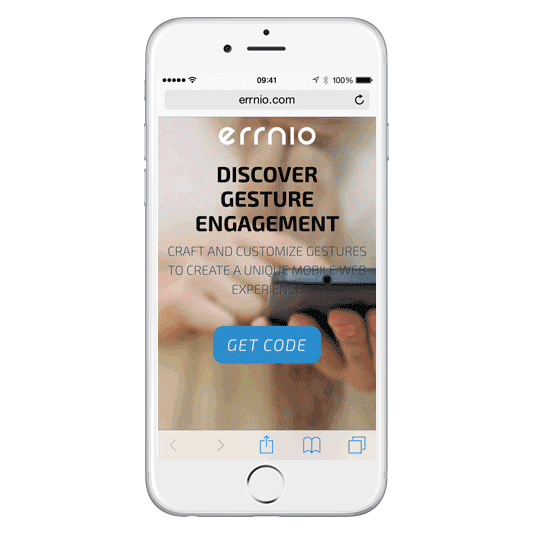 09:41 100%
errnio.com
errnio
DISCOVER
GESTURE
ENGAGEMENT
CRAFT AND CUSTOMIZE GESTURES
TO CREATE A UNIQUE MOBILE WEB
EXPERIENCE
GET CODE